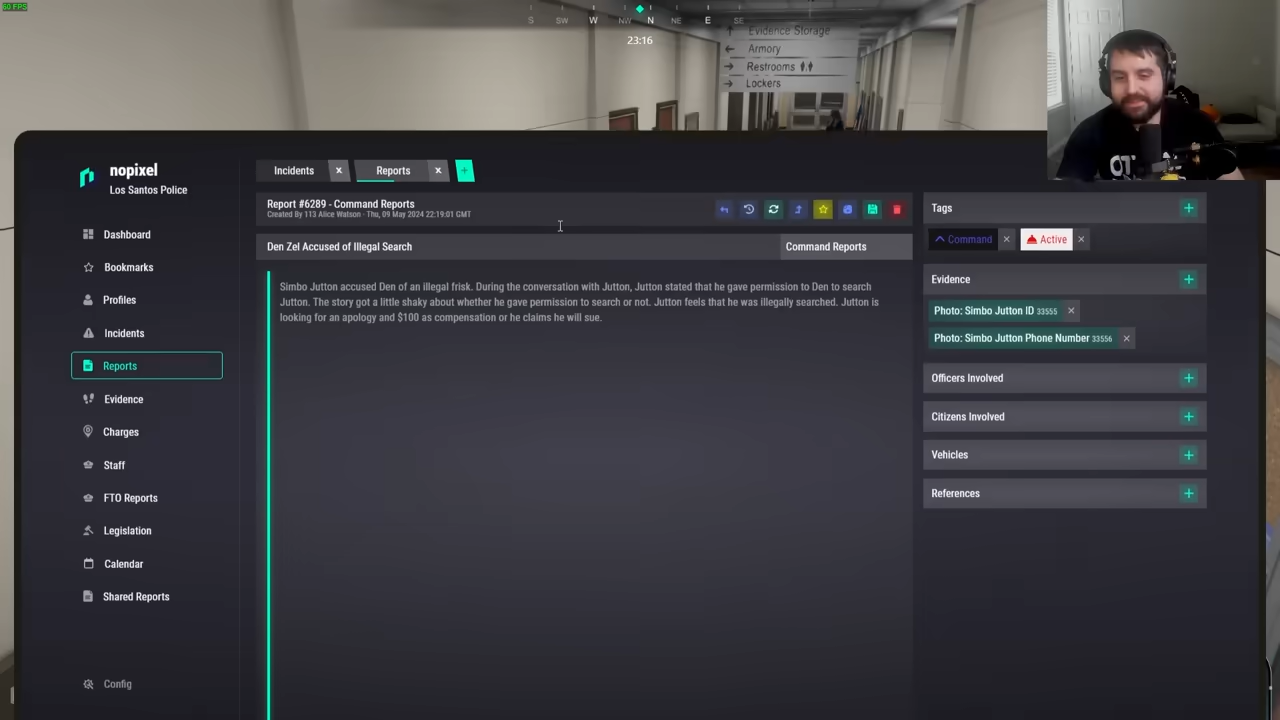 60 FPS
S SW W NW N NE E SE
23:16
Evidence Storage
Armory
Restrooms
Lockers
nopixel
Los Santos Police
Incidents x Reports x +
Report #6289 - Command Reports
Created By 113 Alice Watson - Thu, 09 May 2024 22:19:01 GMT
Den Zel Accused of Illegal Search
Command Reports
Simbo Jutton accused Den of an illegal frisk. During the conversation with Jutton, Jutton stated that he gave permission to Den to search
Jutton. The story got a little shaky about whether he gave permission to search or not. Jutton feels that he was illegally searched. Jutton is
looking for an apology and $100 as compensation or he claims he will sue.
Dashboard
Bookmarks
Profiles
Incidents
Reports
Evidence
Charges
Staff
FTO Reports
Legislation
Calendar
Shared Reports
Config
Tags
Command x Active x
Evidence
Photo: Simbo Jutton ID 33555 x
Photo: Simbo Jutton Phone Number 33556 x
Officers Involved
Citizens Involved
Vehicles
References